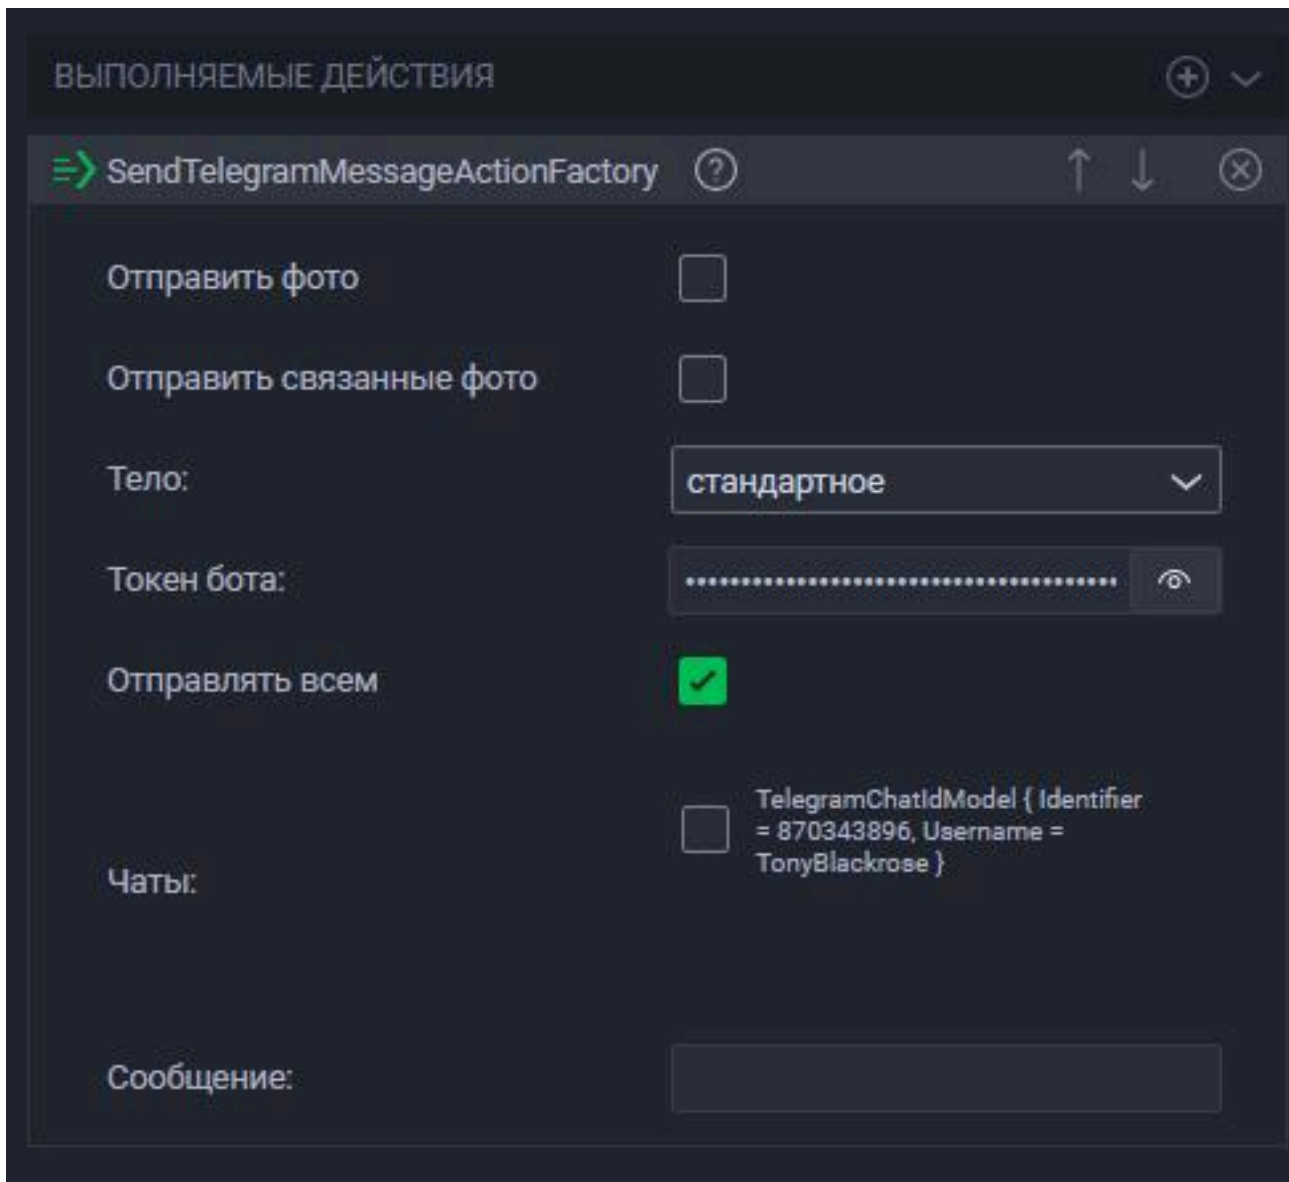 ВЫПОЛНЯЕМЫЕ ДЕЙСТВИЯ
SendTelegramMessageActionFactory
Отправить фото
Отправить связанные фото
Тело:
стандартное
Токен бота:
Отправлять всем
Чаты:
TelegramChatIdModel { Identifier
= 870343896, Username =
TonyBlackrose }
Сообщение: